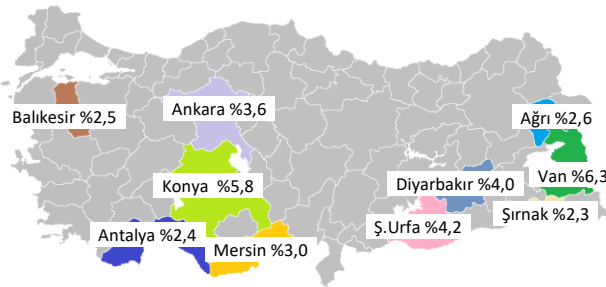 Ankara %3,6
Balıkesir %2,5
Ağrı %2,6
Konya %5,8
Diyarbakır %4,0
Van %6,3
Şırnak %2,3
Antalya %2,4
Ş.Urfa %4,2
Mersin %3,0